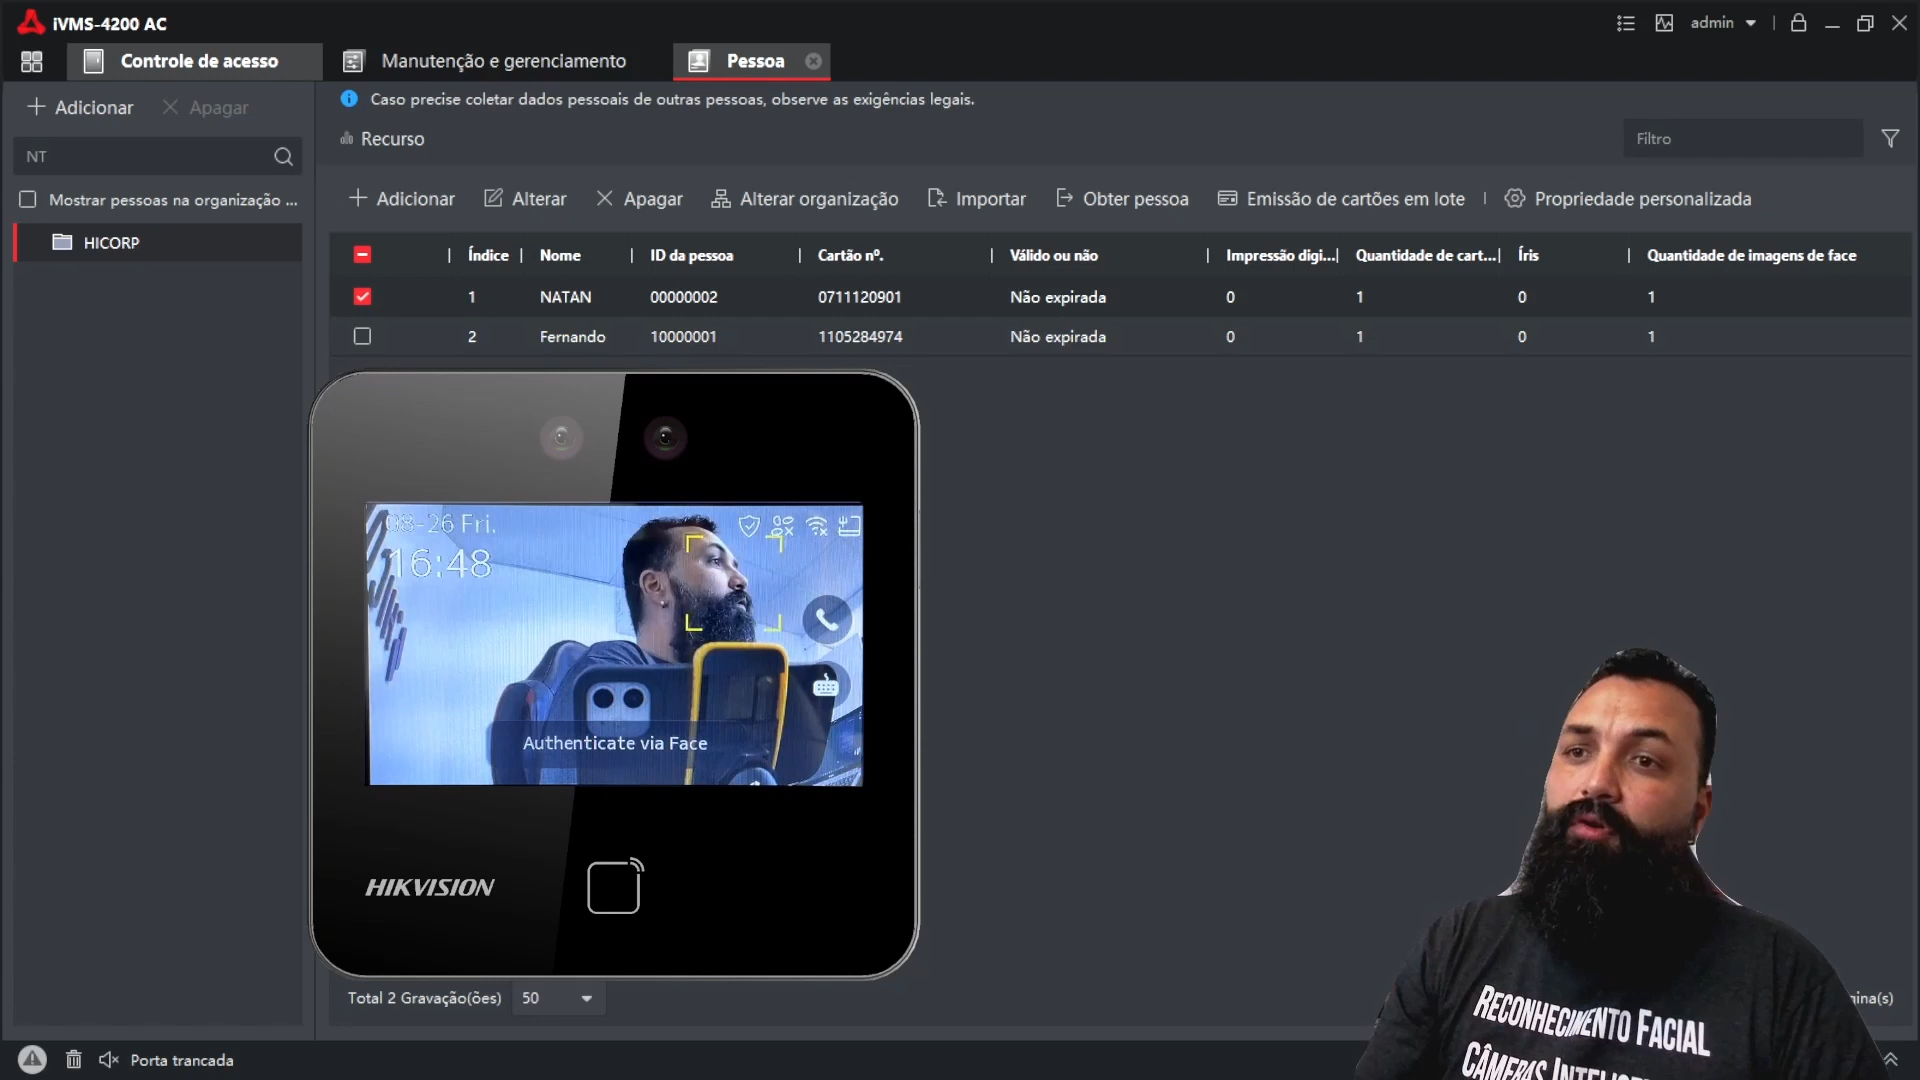 iVMS-4200 AC
admin
Controle de acesso
Manutenção e gerenciamento
Pessoa
Adicionar
Apagar
Caso precise coletar dados pessoais de outras pessoas, observe as exigências legais.
NT
Recurso
Filtro
Mostrar pessoas na organização ...
HICORP
Adicionar
Alterar
Apagar
Alterar organização
Importar
Obter pessoa
Emissão de cartões em lote
Propriedade personalizada
Índice Nome ID da pessoa Cartão nº. Válido ou não Impressão digi... Quantidade de cart... Íris Quantidade de imagens de face
1 NATAN 00000002 0711120901 Não expirada 0 1 0 1
2 Fernando 10000001 1105284974 Não expirada 0 1 0 1
08-26 Fri.
16:48
Authenticate via Face
HIKVISION
Total 2 Gravação(ões) 50
RECONHECIMENTO FACIAL
CÂMERAS
Porta trancada